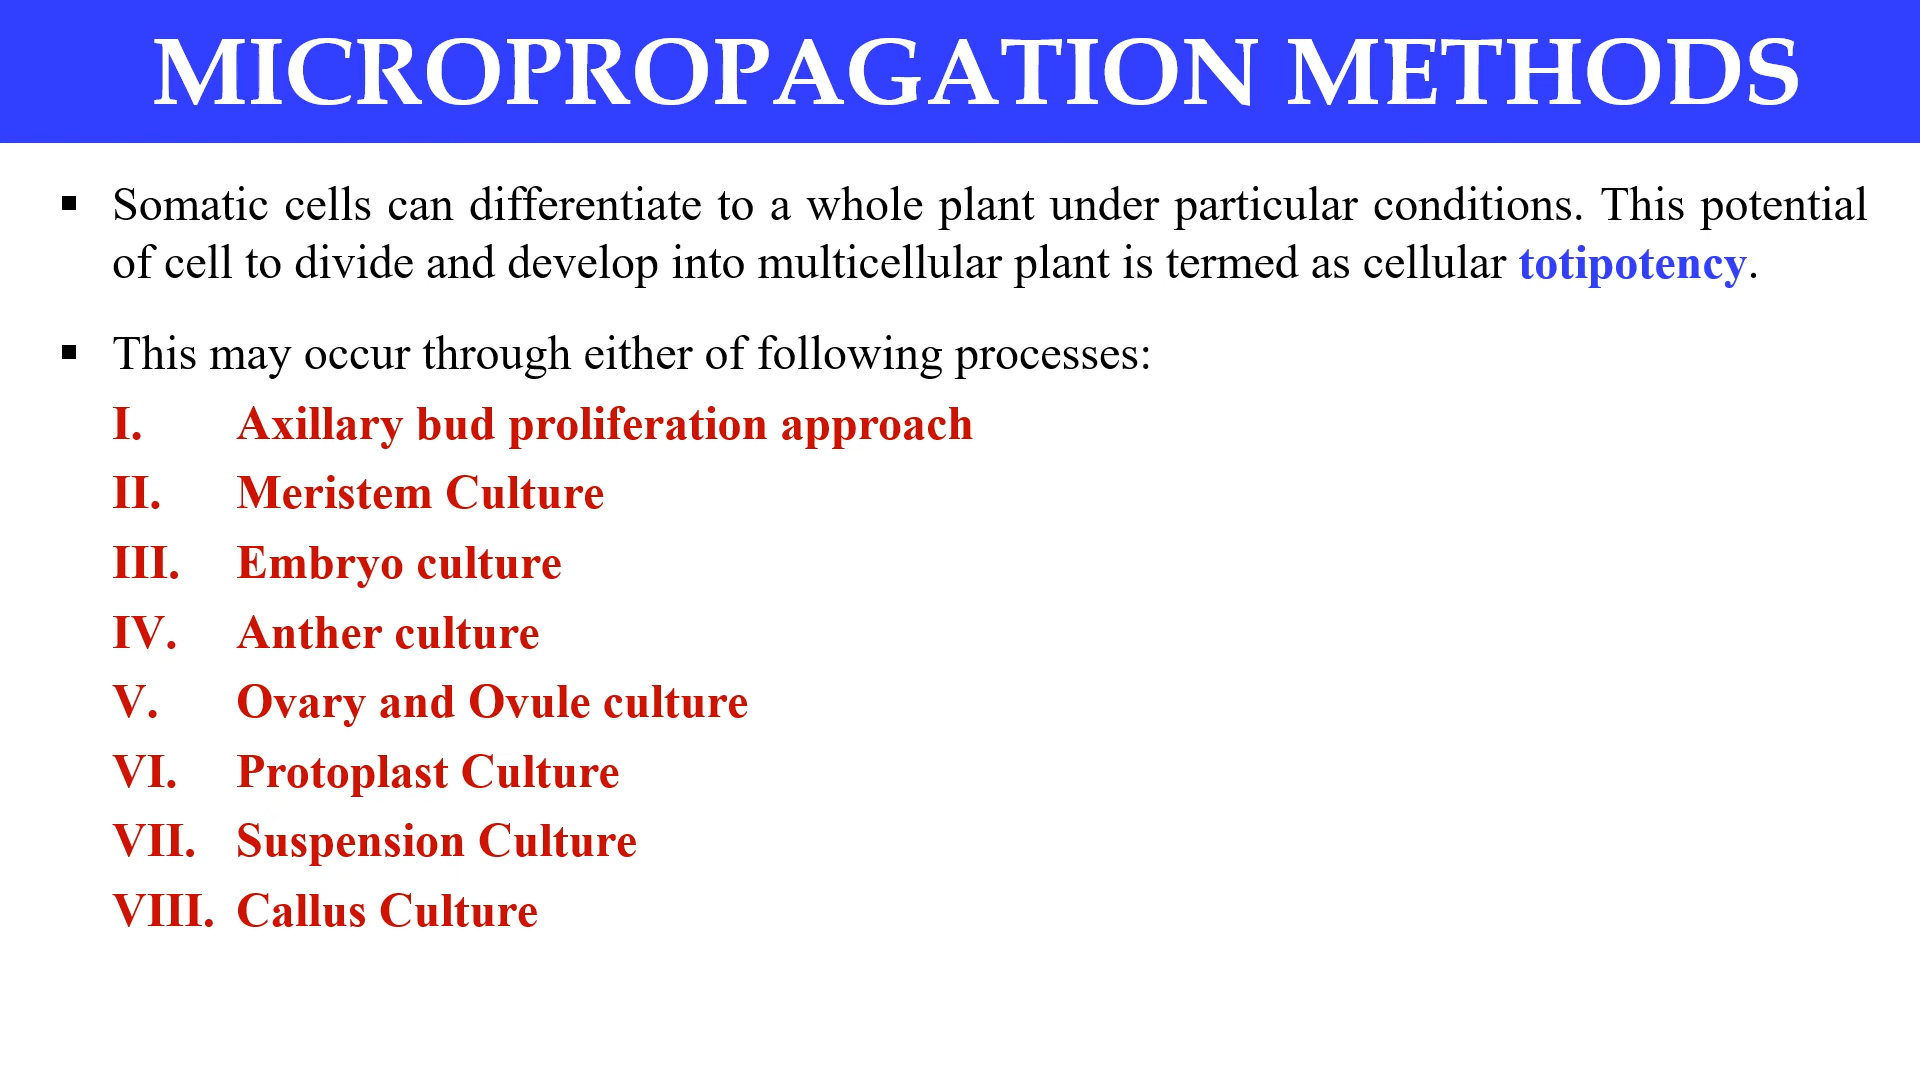 MICROPROPAGATION METHODS
▪ Somatic cells can differentiate to a whole plant under particular conditions. This potential
of cell to divide and develop into multicellular plant is termed as cellular totipotency.
▪ This may occur through either of following processes:
I. Axillary bud proliferation approach
II. Meristem Culture
III. Embryo culture
IV. Anther culture
V. Ovary and Ovule culture
VI. Protoplast Culture
VII. Suspension Culture
VIII. Callus Culture